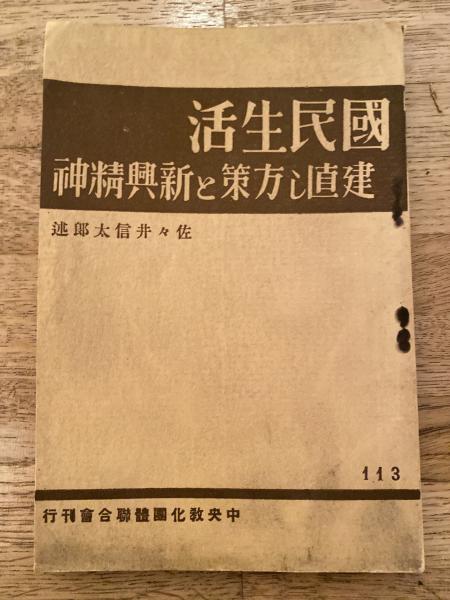 國民生活
建直し方策と新興精神
佐々井信太郎述
113
中央教化團體聯合會刊行